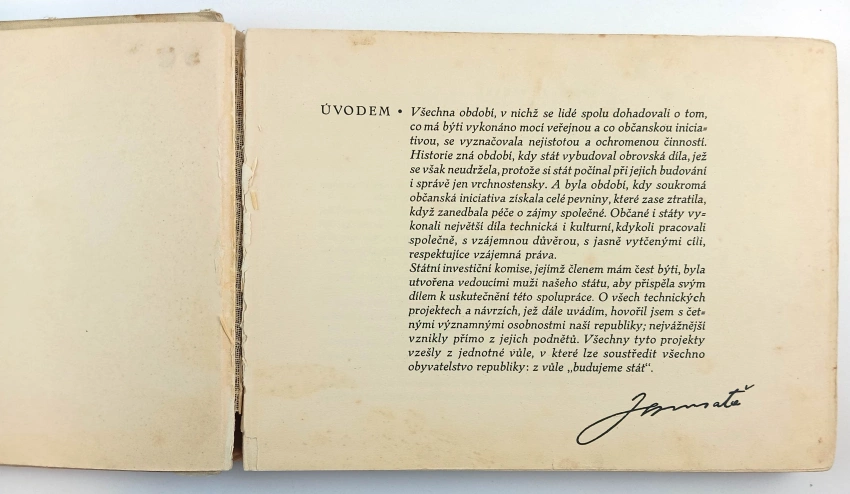 ÚVODEM • Všechna období, v nichž se lidé spolu dohadovali o tom,
co má býti vykonáno mocí veřejnou a co občanskou inicia=
tivou, se vyznačovala nejistotou a ochromenou činností.
Historie zná období, kdy stát vybudoval obrovská díla, jež
se však neudržela, protože si stát počínal při jejich budování
i správě jen vrchnostensky. A byla období, kdy soukromá
občanská iniciativa získala celé pevniny, které zase ztratila,
když zanedbala péče o zájmy společné. Občané i státy vy=
konali největší díla technická i kulturní, kdykoli pracovali
společně, s vzájemnou důvěrou, s jasně vytčenými cíli,
respektujíce vzájemná práva.
Státní investiční komise, jejímž členem mám čest býti, byla
utvořena vedoucími muži našeho státu, aby přispěla svým
dílem k uskutečnění této spolupráce. O všech technických
projektech a návrzích, jež dále uvádím, hovořil jsem s čet=
nými významnými osobnostmi naší republiky; nejvážnější
vznikly přímo z jejich podnětů. Všechny tyto projekty
vzešly z jednotné vůle, v které lze soustředit všechno
obyvatelstvo republiky: z vůle „budujeme stát“.